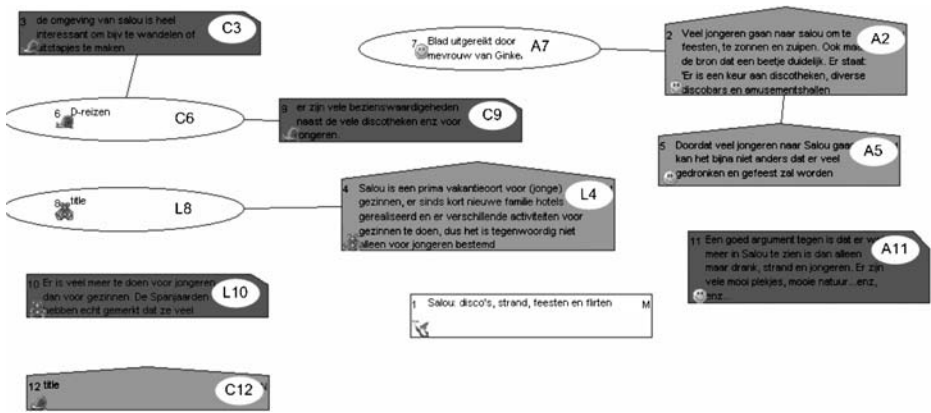 3 de omgeving van salou is heel
interessant om bijv te wandelen of
uitstapjes te maken
C3
7 Blad uitgereikt door
mevrouw van Ginke
A7
2 Veel jongeren gaan naar salou om te
feesten, te zonnen en zuipen. Ook
de bron dat een beetje duidelijk. Er staat:
'Er is een keur aan discotheken, diverse
discobars en amusementshallen
A2
6 D-reizen
C6
9 er zijn vele bezienswaardigheden
naast de vele discotheken enz voor
jongeren.
C9
5 Doordat veel jongeren naar Salou
kan het bijna niet anders dat er veel
gedronken en gefeest zal worden
A5
8 title
L8
4 Salou is een prima vakantieoort voor (jonge)
gezinnen, er sinds kort nieuwe familie hotels
gerealiseerd en er verschillende activiteiten voor
gezinnen te doen, dus het is tegenwoordig niet
alleen voor jongeren bestemd
L4
11 Een goed argument tegen is dat er
meer in Salou te zien is dan alleen
maar drank, strand en jongeren. Er zijn
vele mooi plekjes, mooie natuur...enz,
enz...
A11
10 Er is veel meer te doen voor jongeren
dan voor gezinnen. De Spanjaarden
hebben echt gemerkt dat ze veel
L10
1 Salou: disco's, strand, feesten en flirten M
12 title
C12